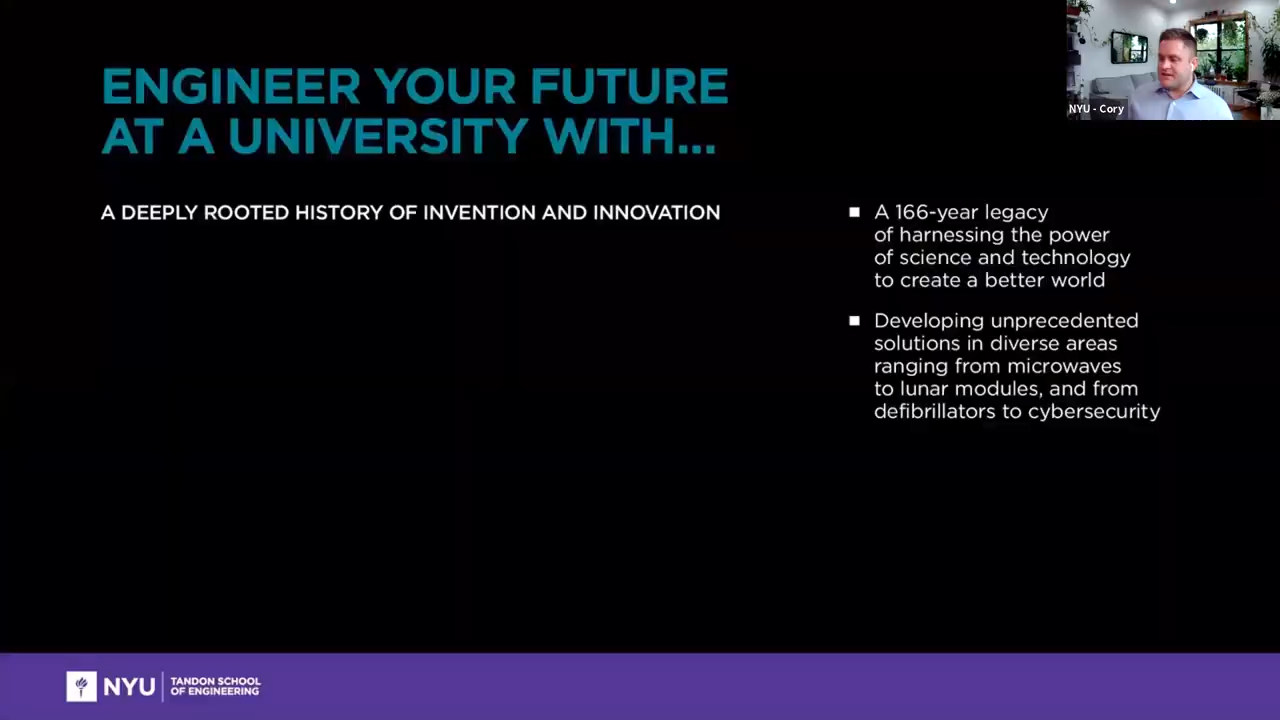 ENGINEER YOUR FUTURE
AT A UNIVERSITY WITH...
A DEEPLY ROOTED HISTORY OF INVENTION AND INNOVATION
■ A 166-year legacy
of harnessing the power
of science and technology
to create a better world
■ Developing unprecedented
solutions in diverse areas
ranging from microwaves
to lunar modules, and from
defibrillators to cybersecurity
NYU - Cory
NYU
TANDON SCHOOL
OF ENGINEERING